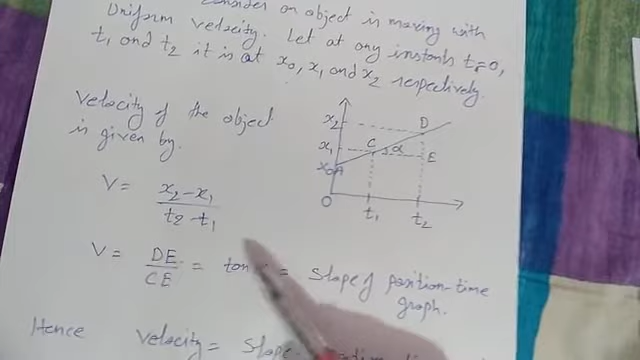 Consider an object is moving with
Uniform velocity. Let at any instants t=0,
t₁ and t₂ it is at x₀, x₁ and x₂ respectively.
Velocity of the object
is given by.
x₂
x₁
x₀A
D
C
α
E
O
t₁
t₂
V = x₂-x₁
t₂-t₁
V = DE
CE
= tan = Slope of position-time
graph.
Hence Velocity = Slope